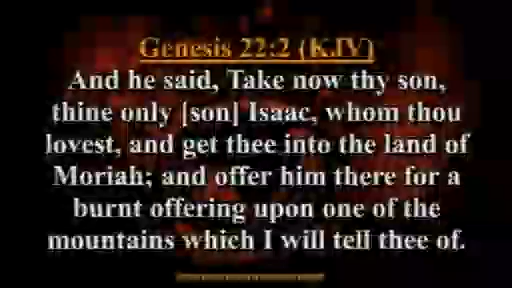 Genesis 22:2 (KJV)
And he said, Take now thy son,
thine only [son] Isaac, whom thou
lovest, and get thee into the land of
Moriah; and offer him there for a
burnt offering upon one of the
mountains which I will tell thee of.